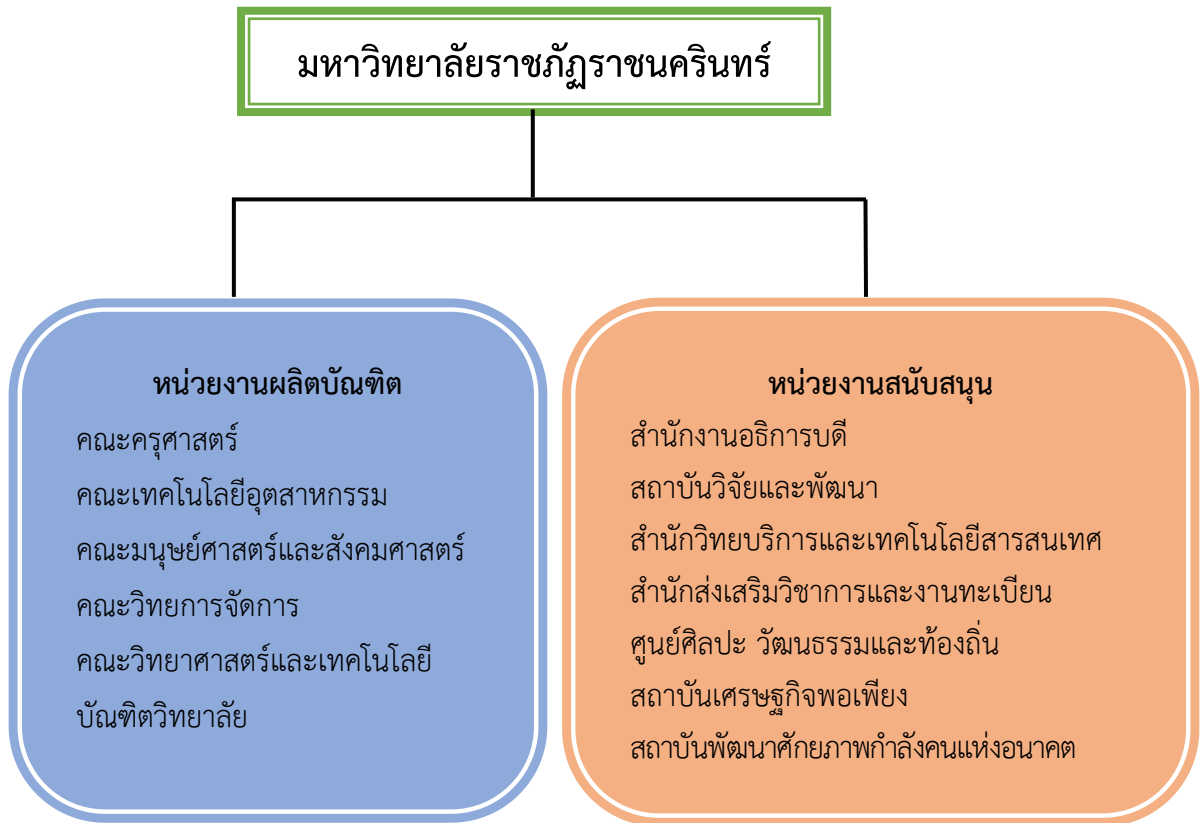 มหาวิทยาลัยราชภัฏราชนครินทร์
หน่วยงานผลิตบัณฑิต
คณะครุศาสตร์
คณะเทคโนโลยีอุตสาหกรรม
คณะมนุษย์ศาสตร์และสังคมศาสตร์
คณะวิทยการจัดการ
คณะวิทยาศาสตร์และเทคโนโลยี
บัณฑิตวิทยาลัย
หน่วยงานสนับสนุน
สำนักงานอธิการบดี
สถาบันวิจัยและพัฒนา
สำนักวิทยบริการและเทคโนโลยีสารสนเทศ
สำนักส่งเสริมวิชาการและงานทะเบียน
ศูนย์ศิลปะ วัฒนธรรมและท้องถิ่น
สถาบันเศรษฐกิจพอเพียง
สถาบันพัฒนาศักยภาพกำลังคนแห่งอนาคต